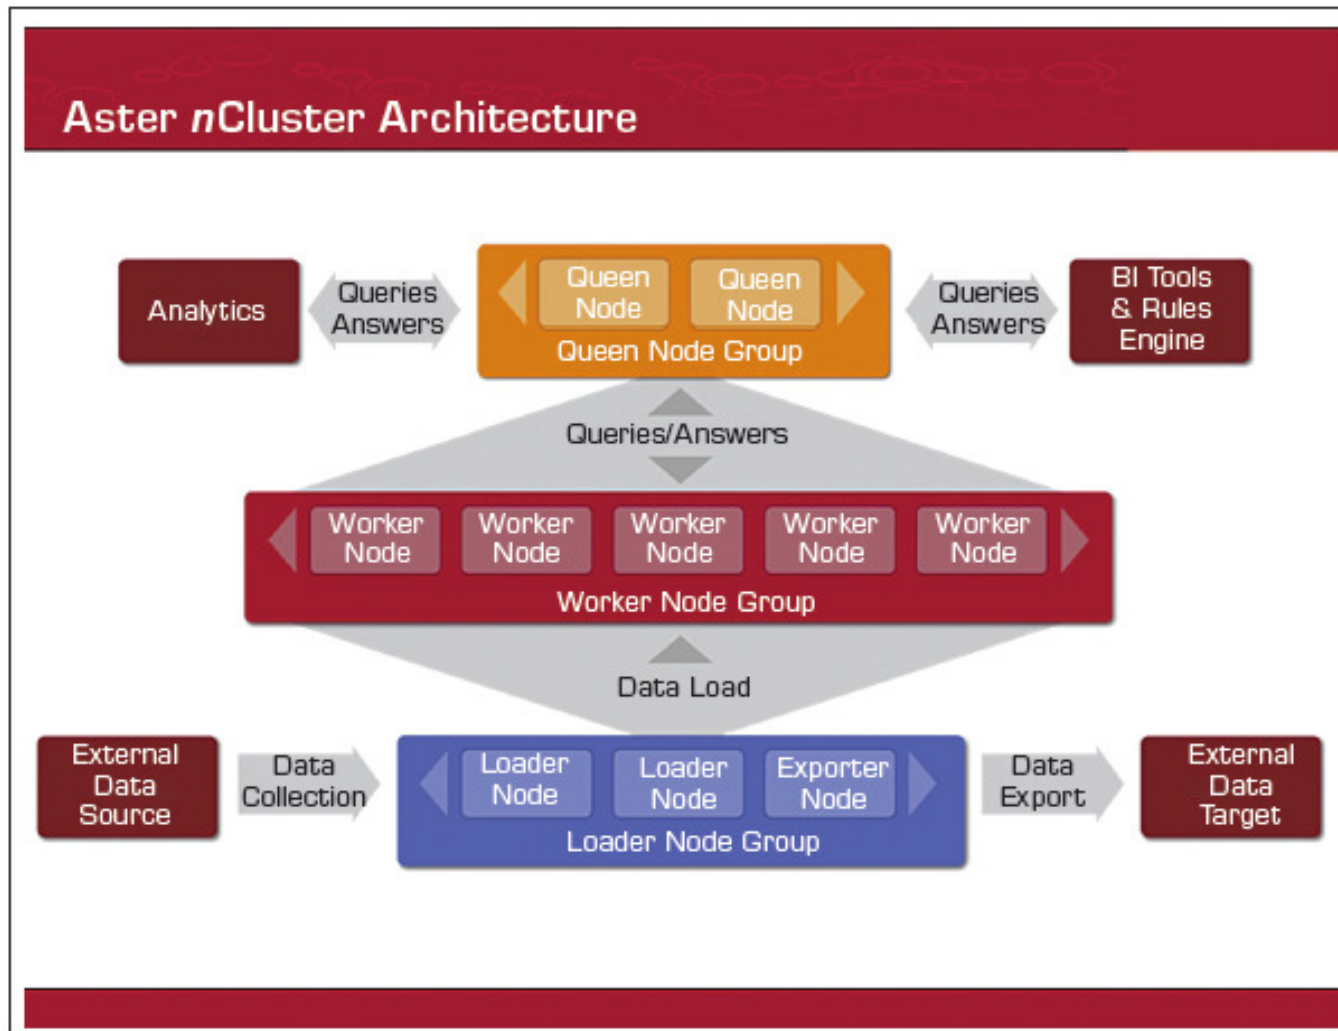 Aster nCluster Architecture
Analytics
Queries
Answers
Queen
Node
Queen
Node
Queen Node Group
Queries
Answers
BI Tools
& Rules
Engine
Queries/Answers
Worker
Node
Worker
Node
Worker
Node
Worker
Node
Worker
Node
Worker Node Group
Data Load
External
Data
Source
Data
Collection
Loader
Node
Loader
Node
Exporter
Node
Loader Node Group
Data
Export
External
Data
Target